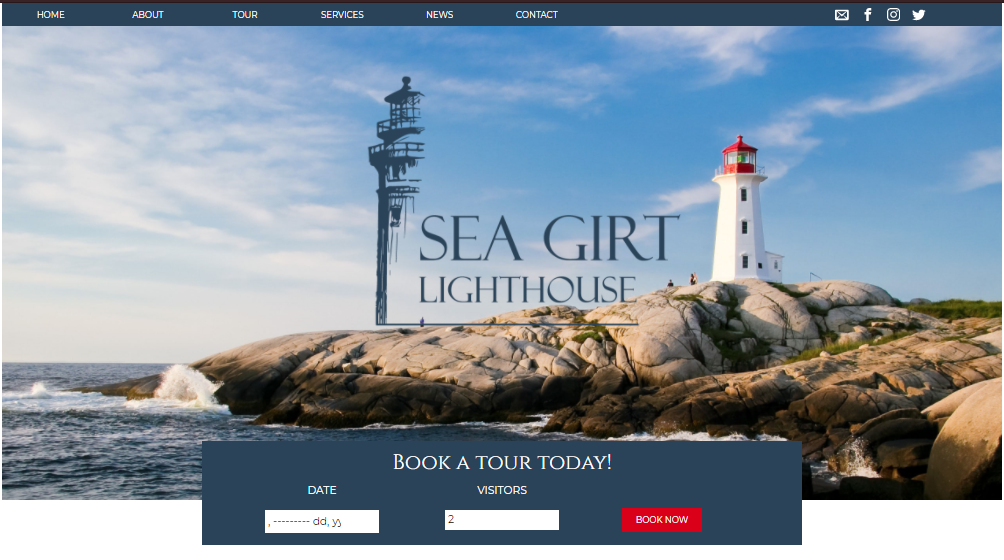 HOME ABOUT TOUR SERVICES NEWS CONTACT
SEA GIRT
LIGHTHOUSE
BOOK A TOUR TODAY!
DATE VISITORS
, --------- dd, yy 2 BOOK NOW